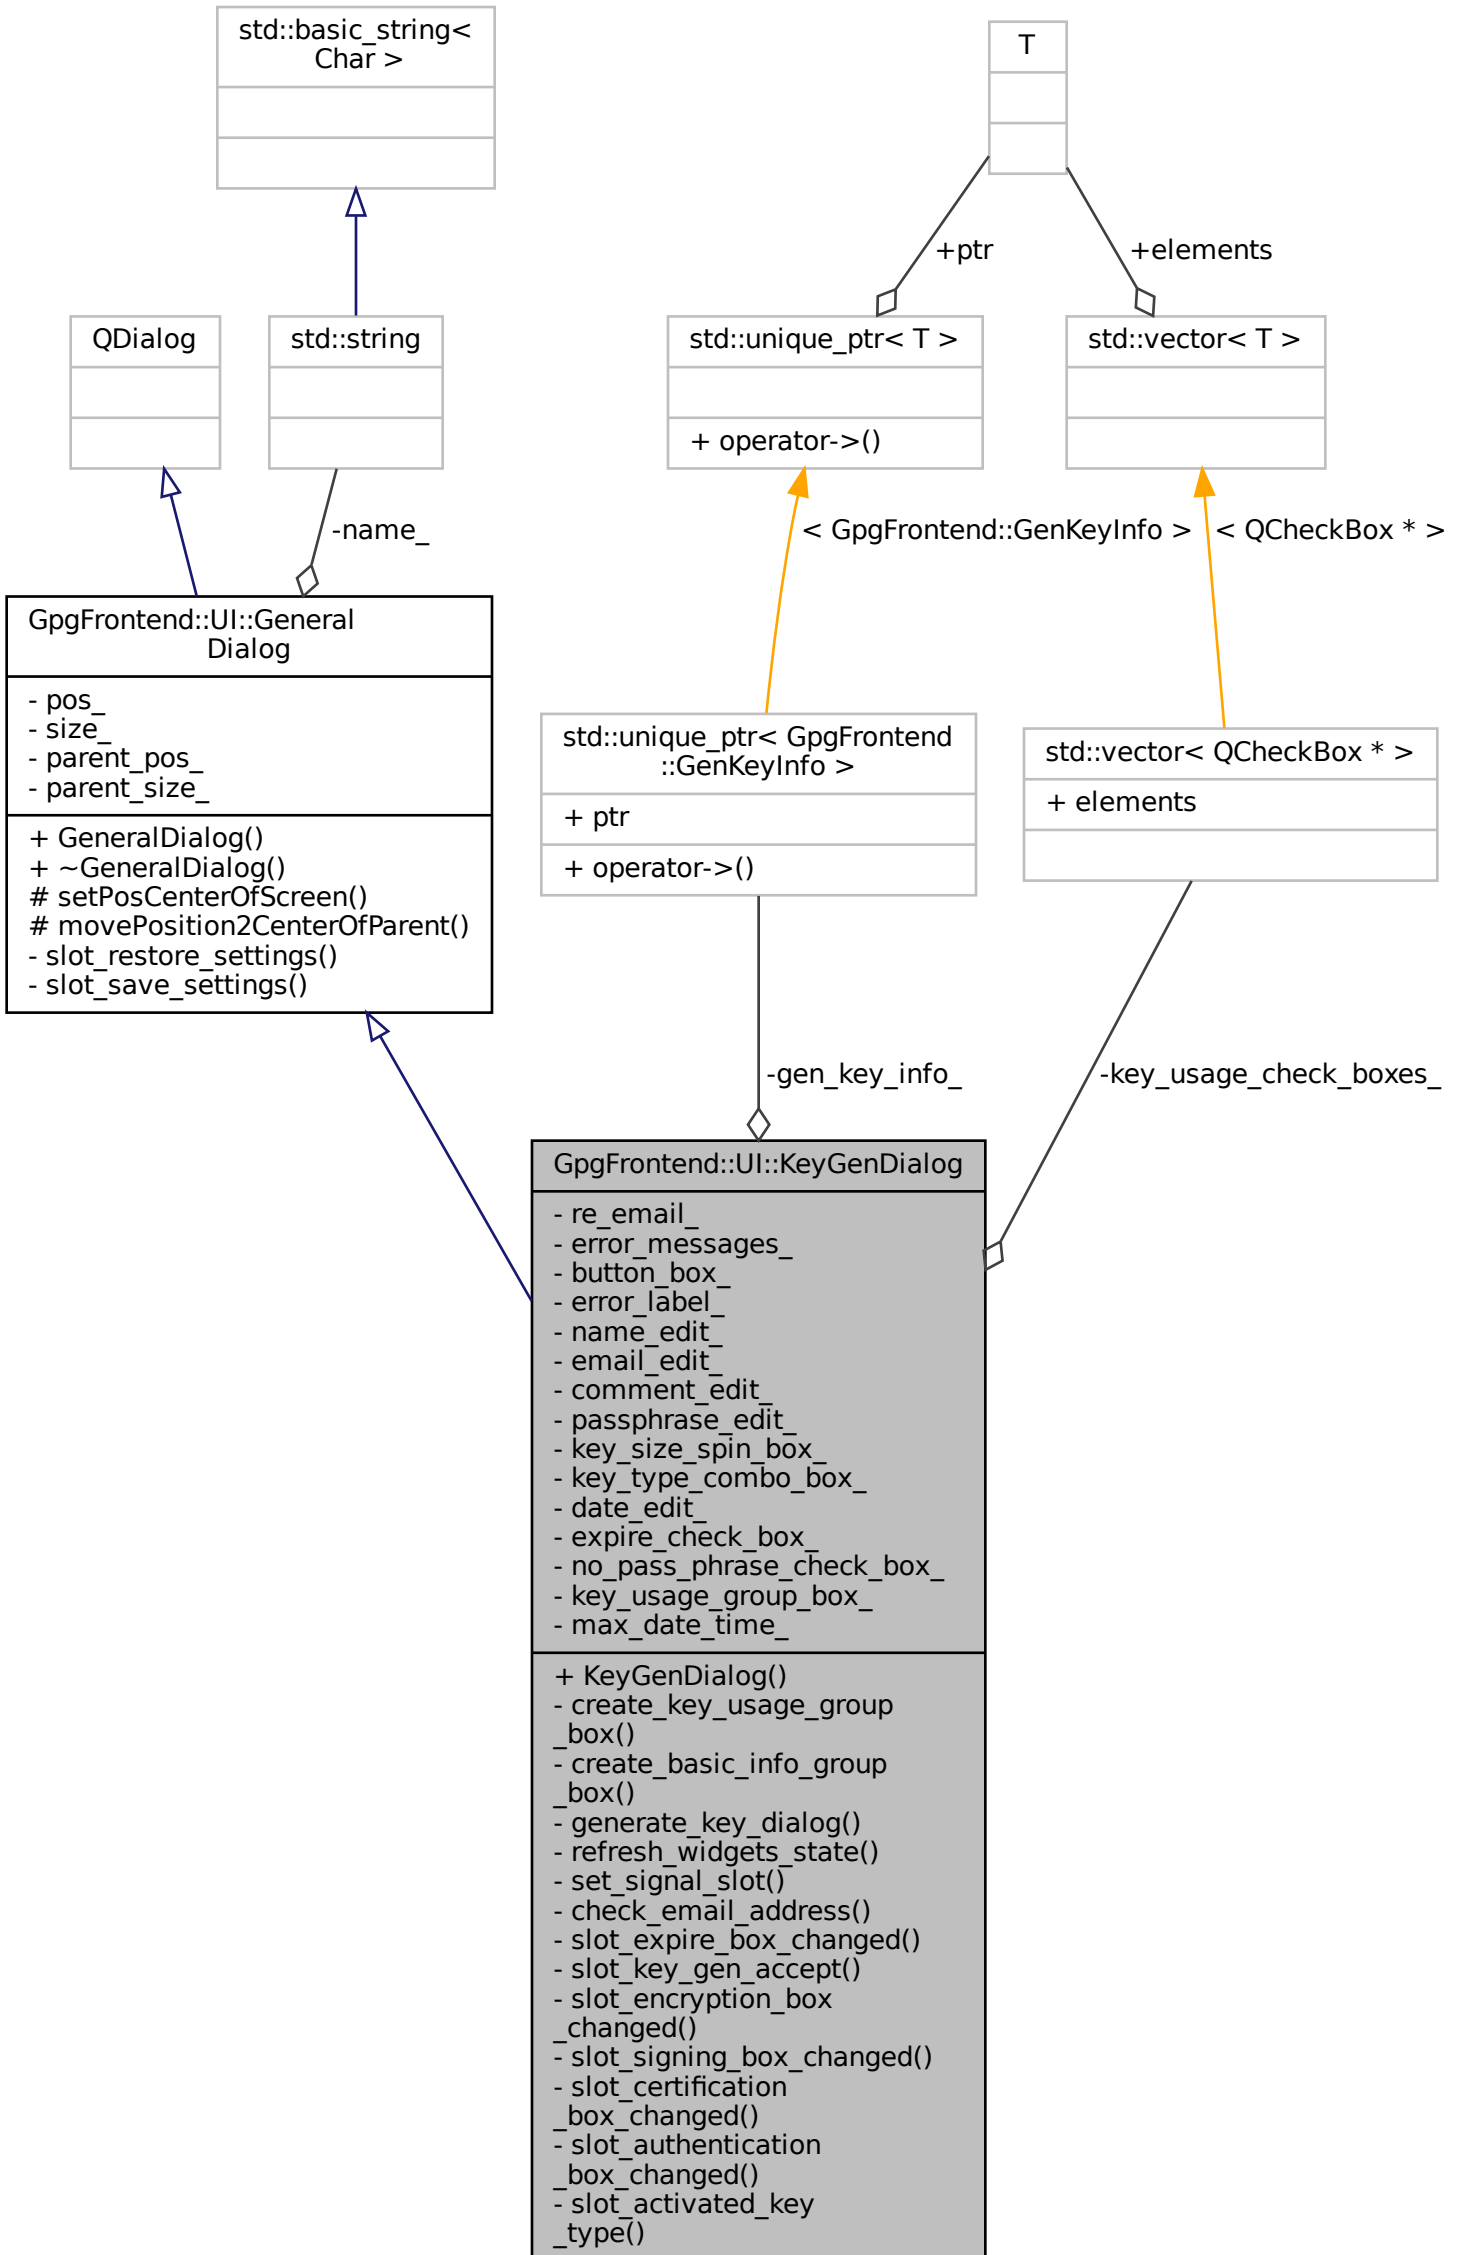 std::basic_string<
Char >
T
+ptr
+elements
QDialog
std::string
std::unique_ptr< T >
+ operator->()
std::vector< T >
-name_
< GpgFrontend::GenKeyInfo >
< QCheckBox * >
GpgFrontend::UI::General
Dialog
- pos_
- size_
- parent_pos_
- parent_size_
+ GeneralDialog()
+ ~GeneralDialog()
# setPosCenterOfScreen()
# movePosition2CenterOfParent()
- slot_restore_settings()
- slot_save_settings()
std::unique_ptr< GpgFrontend
::GenKeyInfo >
+ ptr
+ operator->()
std::vector< QCheckBox * >
+ elements
-gen_key_info_
-key_usage_check_boxes_
GpgFrontend::UI::KeyGenDialog
- re_email_
- error_messages_
- button_box_
- error_label_
- name_edit_
- email_edit_
- comment_edit_
- passphrase_edit_
- key_size_spin_box_
- key_type_combo_box_
- date_edit_
- expire_check_box_
- no_pass_phrase_check_box_
- key_usage_group_box_
- max_date_time_
+ KeyGenDialog()
- create_key_usage_group
_box()
- create_basic_info_group
_box()
- generate_key_dialog()
- refresh_widgets_state()
- set_signal_slot()
- check_email_address()
- slot_expire_box_changed()
- slot_key_gen_accept()
- slot_encryption_box
_changed()
- slot_signing_box_changed()
- slot_certification
_box_changed()
- slot_authentication
_box_changed()
- slot_activated_key
_type()